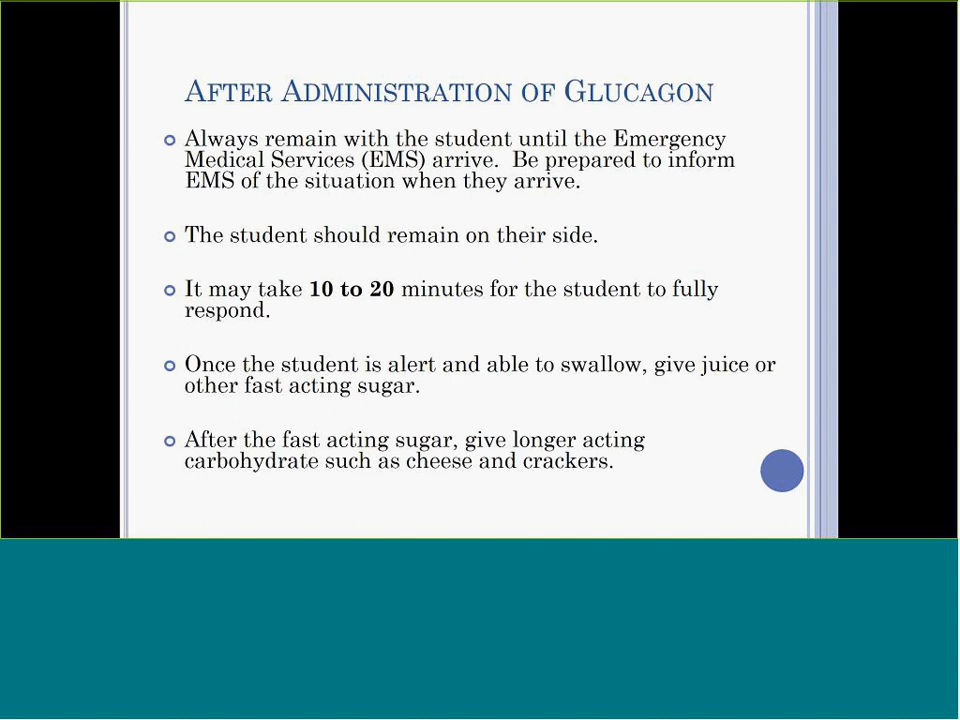 AFTER ADMINISTRATION OF GLUCAGON
Always remain with the student until the Emergency
Medical Services (EMS) arrive.  Be prepared to inform
EMS of the situation when they arrive.
The student should remain on their side.
It may take 10 to 20 minutes for the student to fully
respond.
Once the student is alert and able to swallow, give juice or
other fast acting sugar.
After the fast acting sugar, give longer acting
carbohydrate such as cheese and crackers.